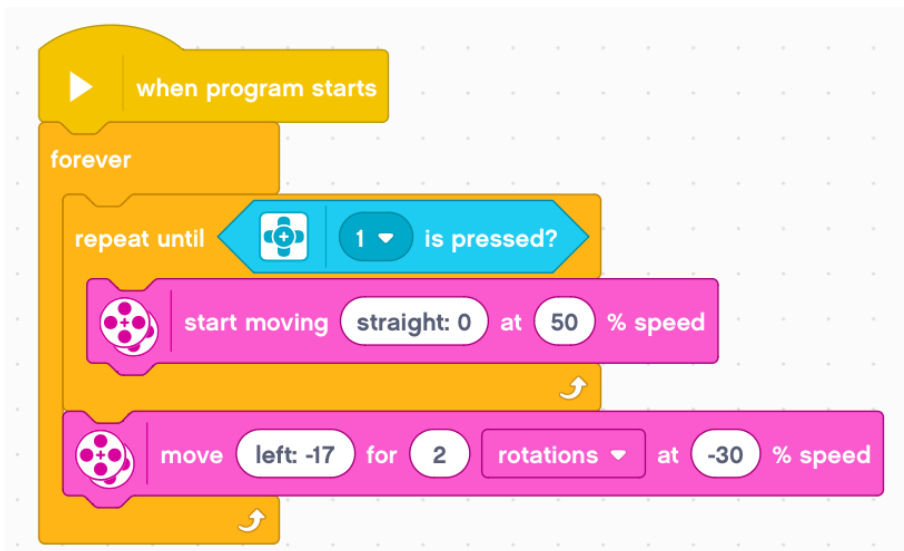 when program starts
forever
repeat until 1 is pressed?
start moving straight: 0 at 50 % speed
move left: -17 for 2 rotations at -30 % speed